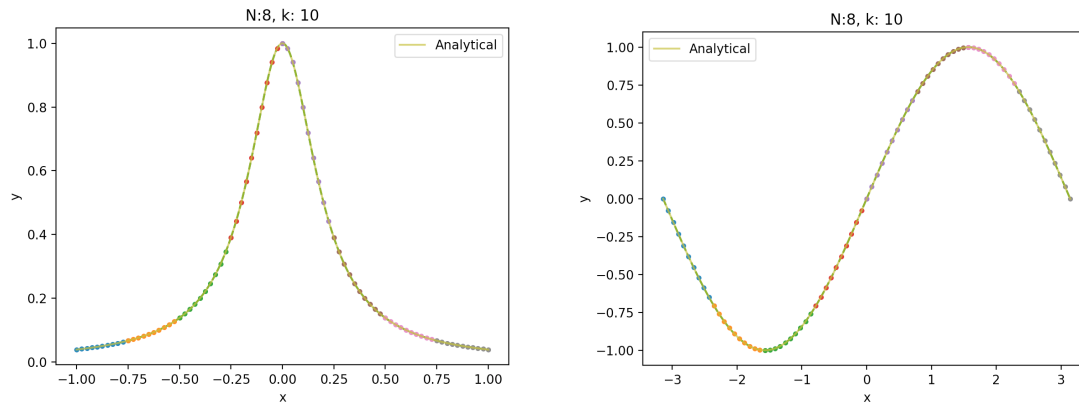 N:8, k: 10
Analytical
1.0
0.8
0.6
0.4
0.2
0.0
y
−1.00 −0.75 −0.50 −0.25 0.00 0.25 0.50 0.75 1.00
x
N:8, k: 10
Analytical
1.00
0.75
0.50
0.25
0.00
−0.25
−0.50
−0.75
−1.00
y
−3 −2 −1 0 1 2 3
x